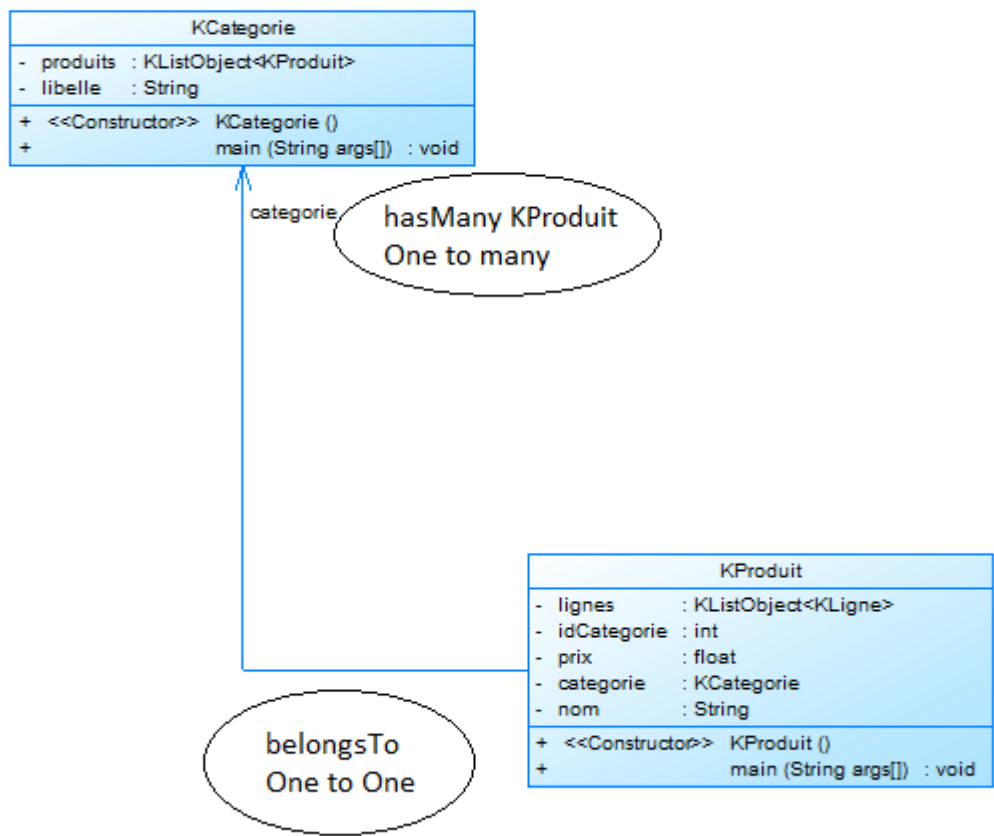 KCategorie
- produits : KListObject<KProduit>
- libelle : String
+ <<Constructor>> KCategorie ()
+ main (String args[]) : void
categorie
hasMany KProduit
One to many
KProduit
- lignes : KListObject<KLigne>
- idCategorie : int
- prix : float
- categorie : KCategorie
- nom : String
+ <<Constructor>> KProduit ()
+ main (String args[]) : void
belongsTo
One to One